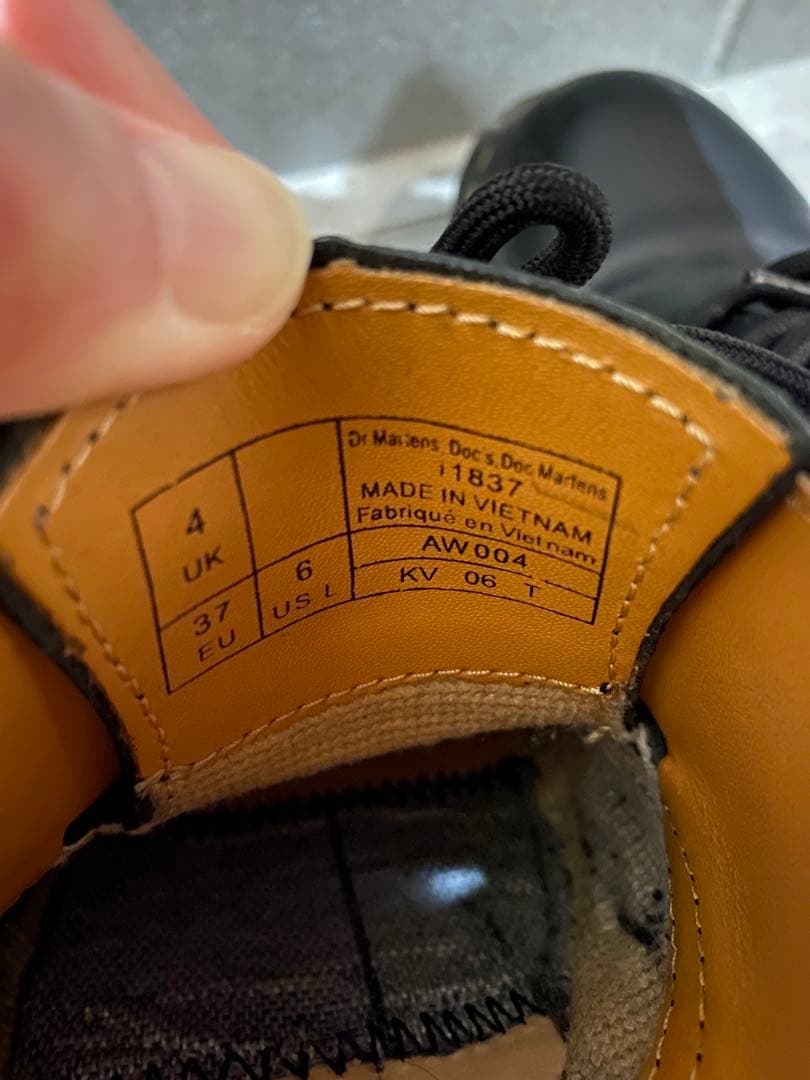 4
UK
37
EU
6
US L
Dr Martens, Doc's, Doc Martens
11837
MADE IN VIETNAM
Fabriqué en Vietnam
AW004
KV 06 T